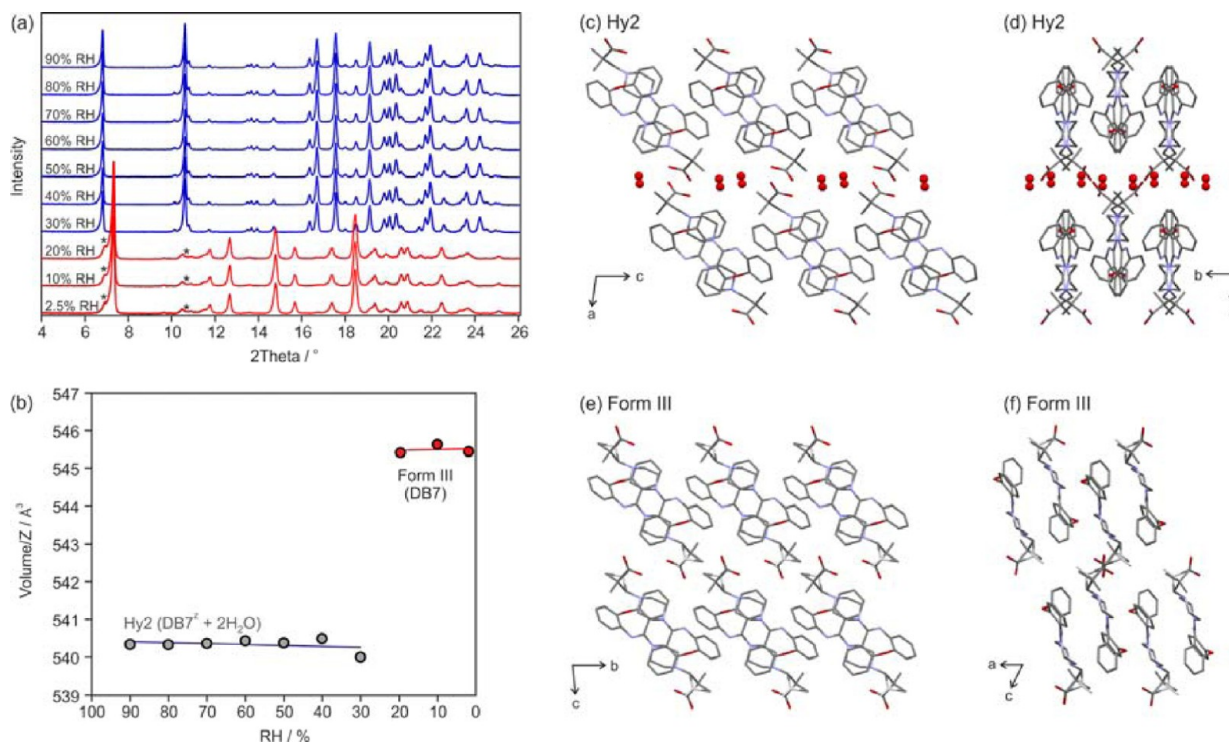 (a)
Intensity
90% RH
80% RH
70% RH
60% RH
50% RH
40% RH
30% RH
20% RH
10% RH
2.5% RH
*
*
*
*
*
*
4 6 8 10 12 14 16 18 20 22 24 26
2Theta / °
(b)
Volume/Z / Å³
547
546
545
544
543
542
541
540
539
Form III
(DB7)
Hy2 (DB7ᶻ + 2H₂O)
100 90 80 70 60 50 40 30 20 10 0
RH / %
(c) Hy2
c
a
(d) Hy2
b
(e) Form III
b
c
(f) Form III
a
c